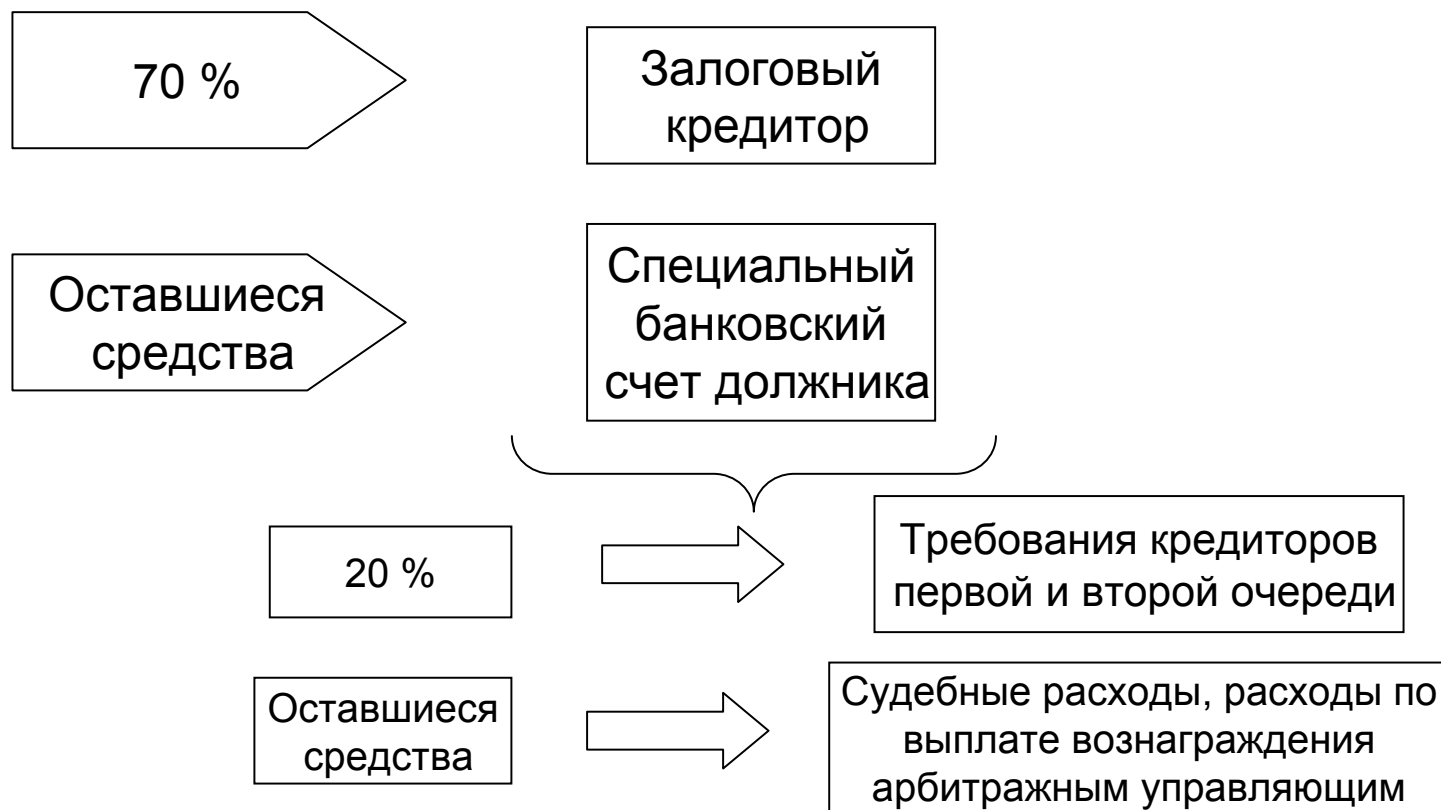 70 %
Залоговый
кредитор
Оставшиеся
средства
Специальный
банковский
счет должника
20 %
Требования кредиторов
первой и второй очереди
Оставшиеся
средства
Судебные расходы, расходы по
выплате вознаграждения
арбитражным управляющим